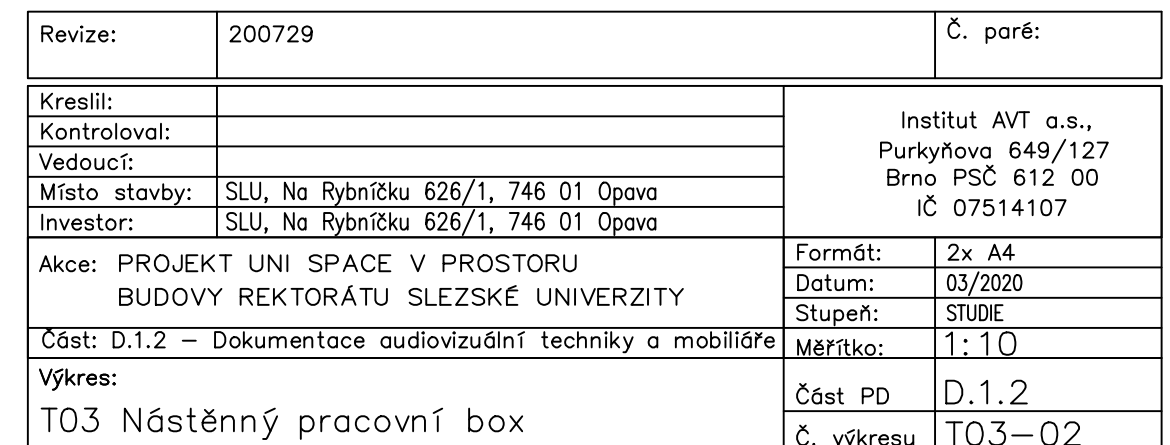 Revize: 200729 Č. paré:
Kreslil:
Kontroloval:
Vedoucí:
Místo stavby: SLU, Na Rybníčku 626/1, 746 01 Opava
Investor: SLU, Na Rybníčku 626/1, 746 01 Opava
Institut AVT a.s.,
Purkyňova 649/127
Brno PSČ 612 00
IČ 07514107
Akce: PROJEKT UNI SPACE V PROSTORU
BUDOVY REKTORÁTU SLEZSKÉ UNIVERZITY
Část: D.1.2 – Dokumentace audiovizuální techniky a mobiliáře
Výkres:
T03 Nástěnný pracovní box
Formát: 2x A4
Datum: 03/2020
Stupeň: STUDIE
Měřítko: 1:10
Část PD D.1.2
Č. výkresu T03–02